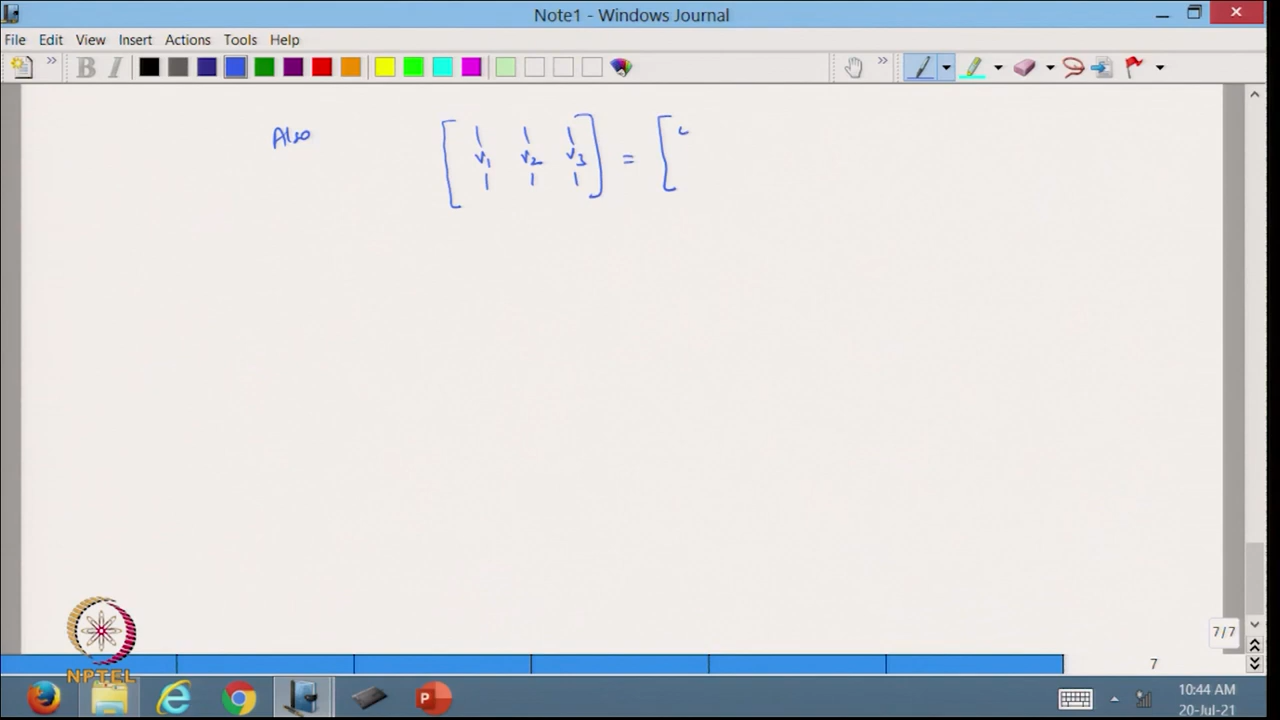 Note1 - Windows Journal
File Edit View Insert Actions Tools Help
B I
Also [ | | | ] = [
v1 v2 v3
| | |
7/7
7
NPTEL
10:44 AM
20-Jul-21